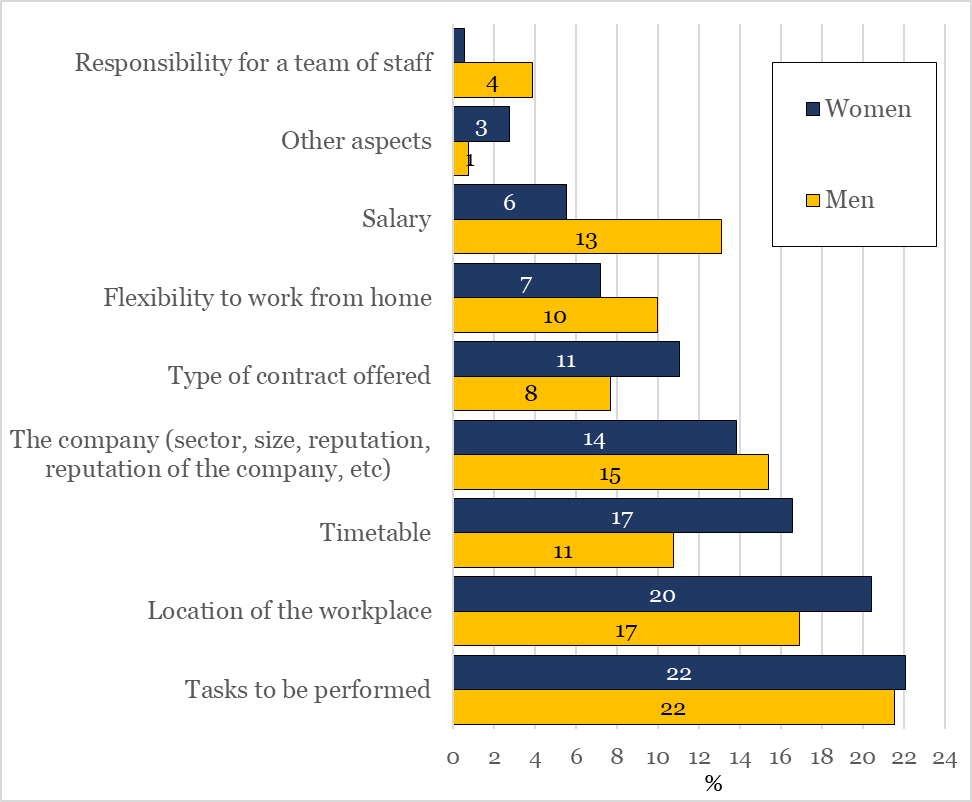 Responsibility for a team of staff
4
Women
3
Other aspects
1
Men
6
Salary
13
7
Flexibility to work from home
10
11
Type of contract offered
8
The company (sector, size, reputation,
reputation of the company, etc)
14
15
17
Timetable
11
20
Location of the workplace
17
22
Tasks to be performed
22
0 2 4 6 8 10 12 14 16 18 20 22 24
%